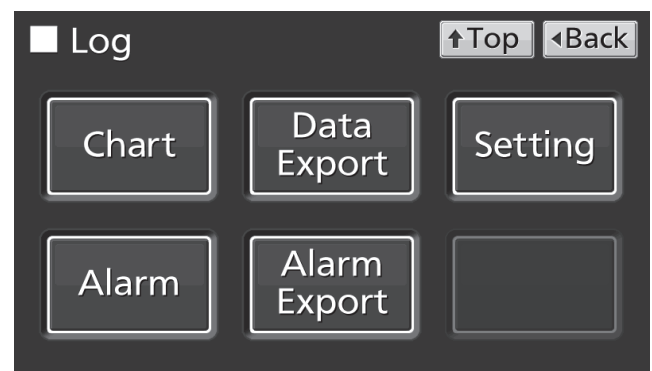 Log
Top
Back
Chart
Data
Export
Setting
Alarm
Alarm
Export